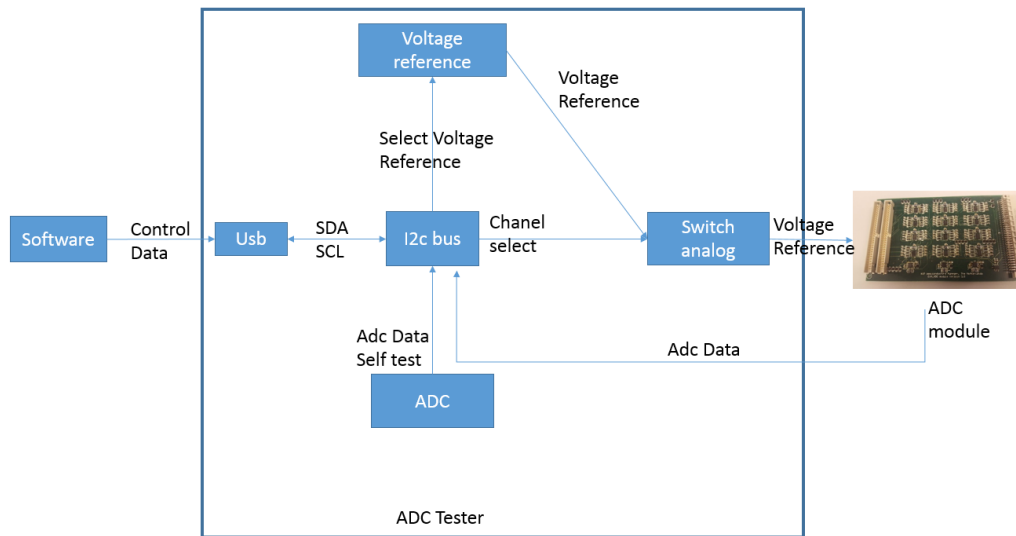 Voltage
reference
Voltage
Reference
Select Voltage
Reference
Software
Control
Data
Usb
SDA
SCL
I2c bus
Chanel
select
Switch
analog
Voltage
Reference
ADC
module
Adc Data
Self test
Adc Data
ADC
ADC Tester